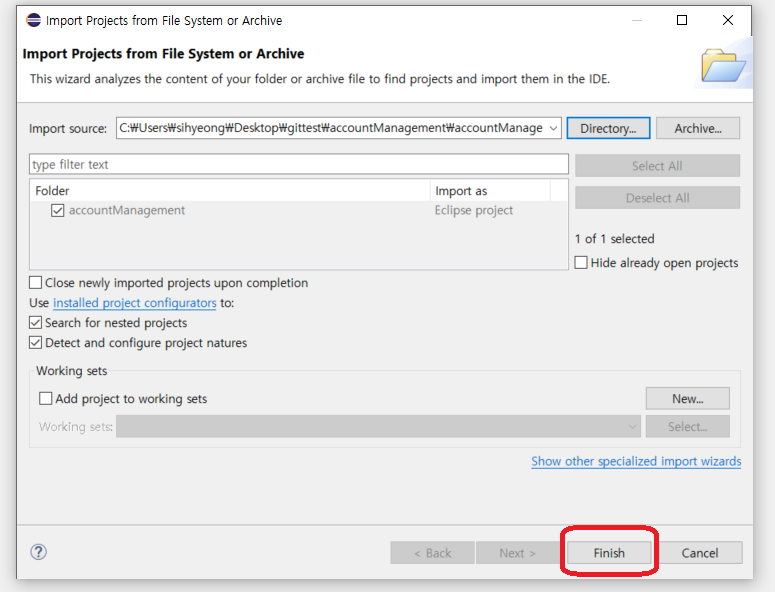 Import Projects from File System or Archive
Import Projects from File System or Archive
This wizard analyzes the content of your folder or archive file to find projects and import them in the IDE.
Import source: C:₩Users₩sihyeong₩Desktop₩gittest₩accountManagement₩accountManage Directory... Archive...
type filter text Select All
Folder Import as Deselect All
accountManagement Eclipse project
1 of 1 selected
Hide already open projects
Close newly imported projects upon completion
Use installed project configurators to:
Search for nested projects
Detect and configure project natures
Working sets
Add project to working sets New...
Working sets: Select...
Show other specialized import wizards
? < Back Next > Finish Cancel